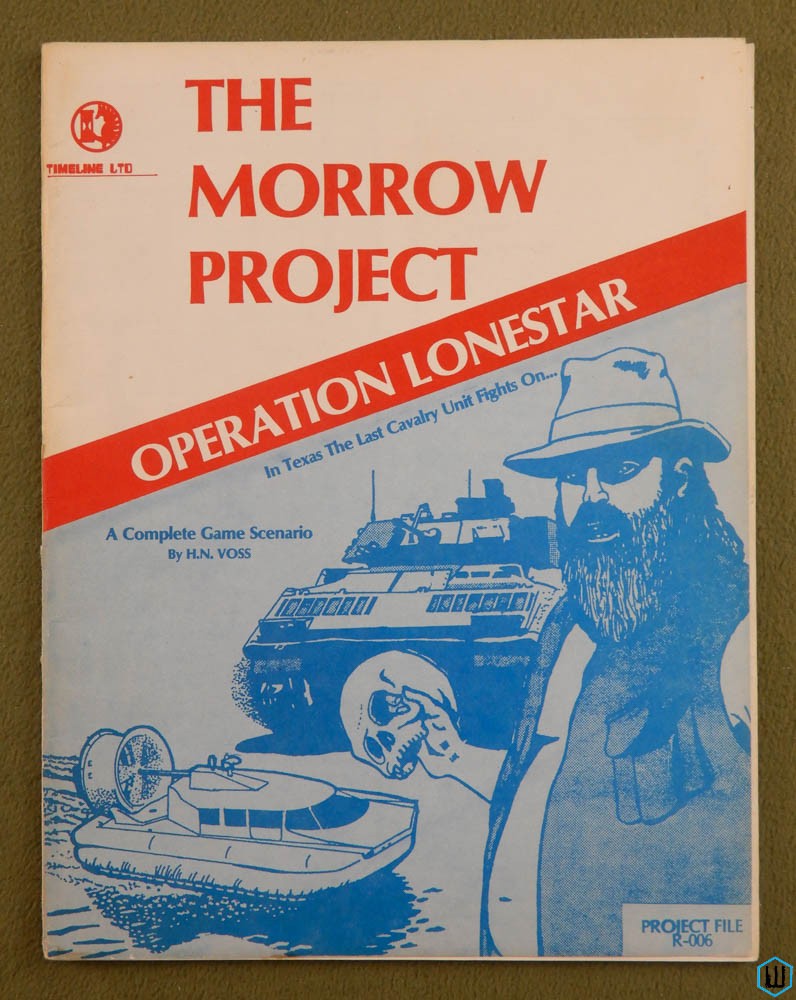 THE
MORROW
PROJECT
TIMELINE LTD
OPERATION LONESTAR
In Texas The Last Cavalry Unit Fights On...
A Complete Game Scenario
By H.N. VOSS
PROJECT FILE
R-006